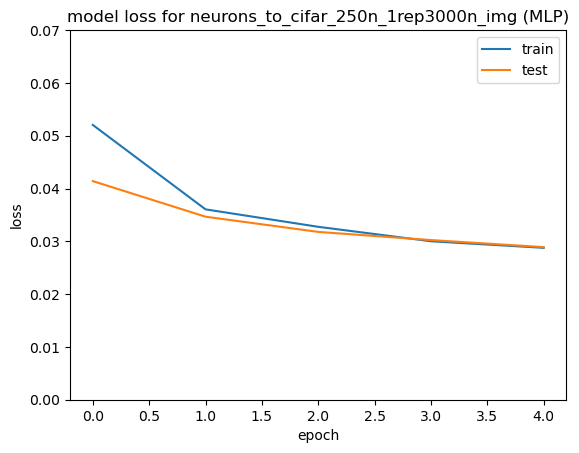 model loss for neurons_to_cifar_250n_1rep3000n_img (MLP)
train
test
loss
0.07
0.06
0.05
0.04
0.03
0.02
0.01
0.00
0.0 0.5 1.0 1.5 2.0 2.5 3.0 3.5 4.0
epoch